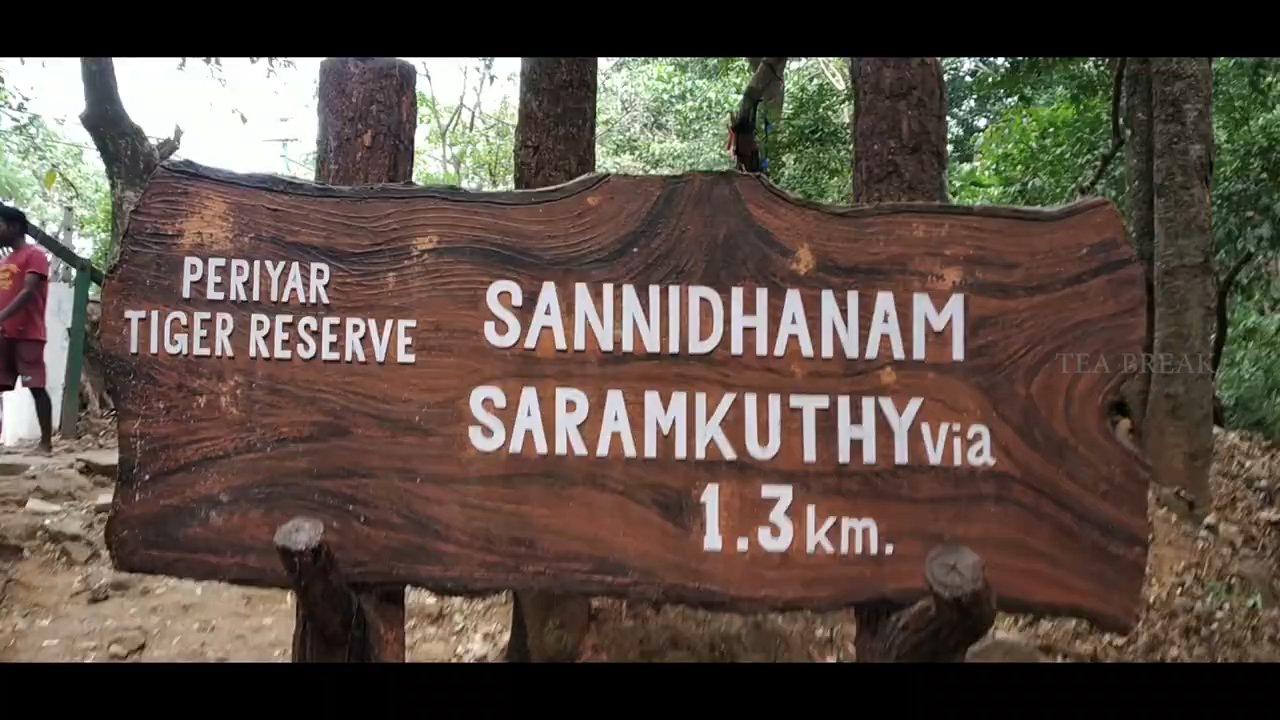 PERIYAR
TIGER RESERVE
SANNIDHANAM
SARAMKUTHY via
1.3 km.
TEA BREAK